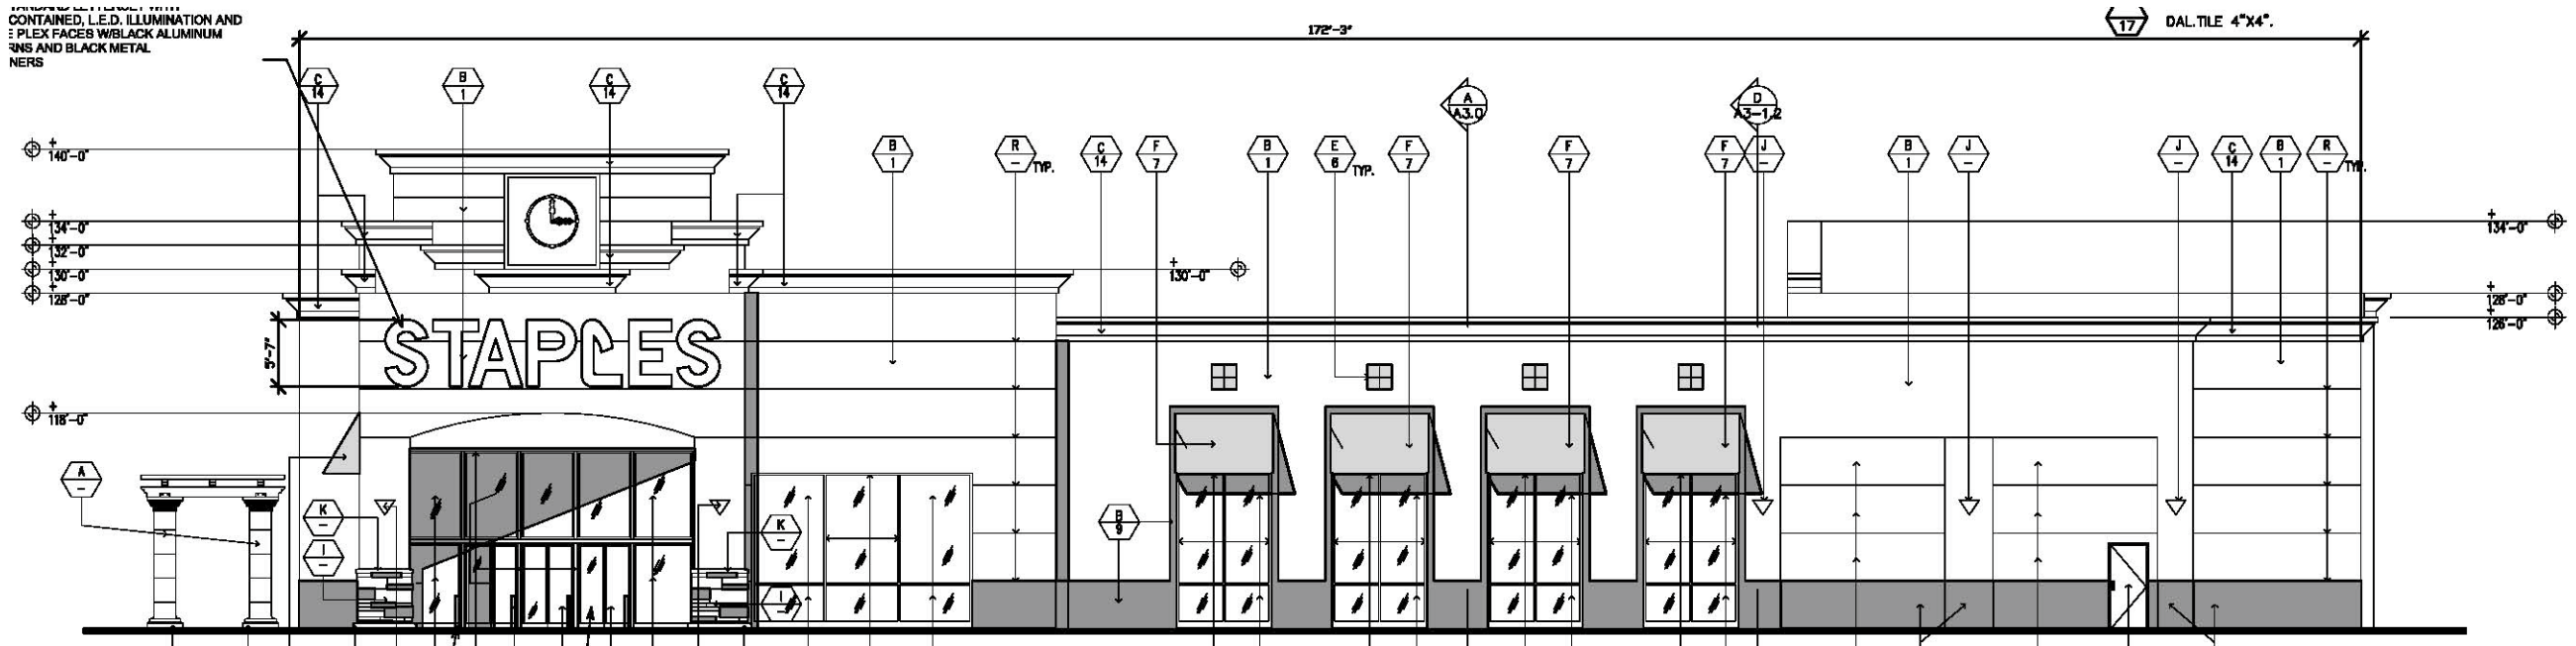 CONTAINED, L.E.D. ILLUMINATION AND
PLEX FACES W/BLACK ALUMINUM
RNS AND BLACK METAL
NERS
172'-3"
17
DAL.TILE 4"X4".
C
14
B
1
C
14
C
14
A
A3.0
D
A3-1.2
+
140'-0"
B
1
R
-
TYP.
C
14
F
7
B
1
E
6
TYP.
F
7
F
7
F
7
J
-
B
1
J
-
J
-
C
14
B
1
R
-
TYP.
+
134'-0"
+
132'-0"
+
130'-0"
+
128'-0"
+
130'-0"
+
134'-0"
+
128'-0"
+
126'-0"
5'-7"
STAPLES
+
118'-0"
A
-
K
-
I
-
K
-
I
-
B
9